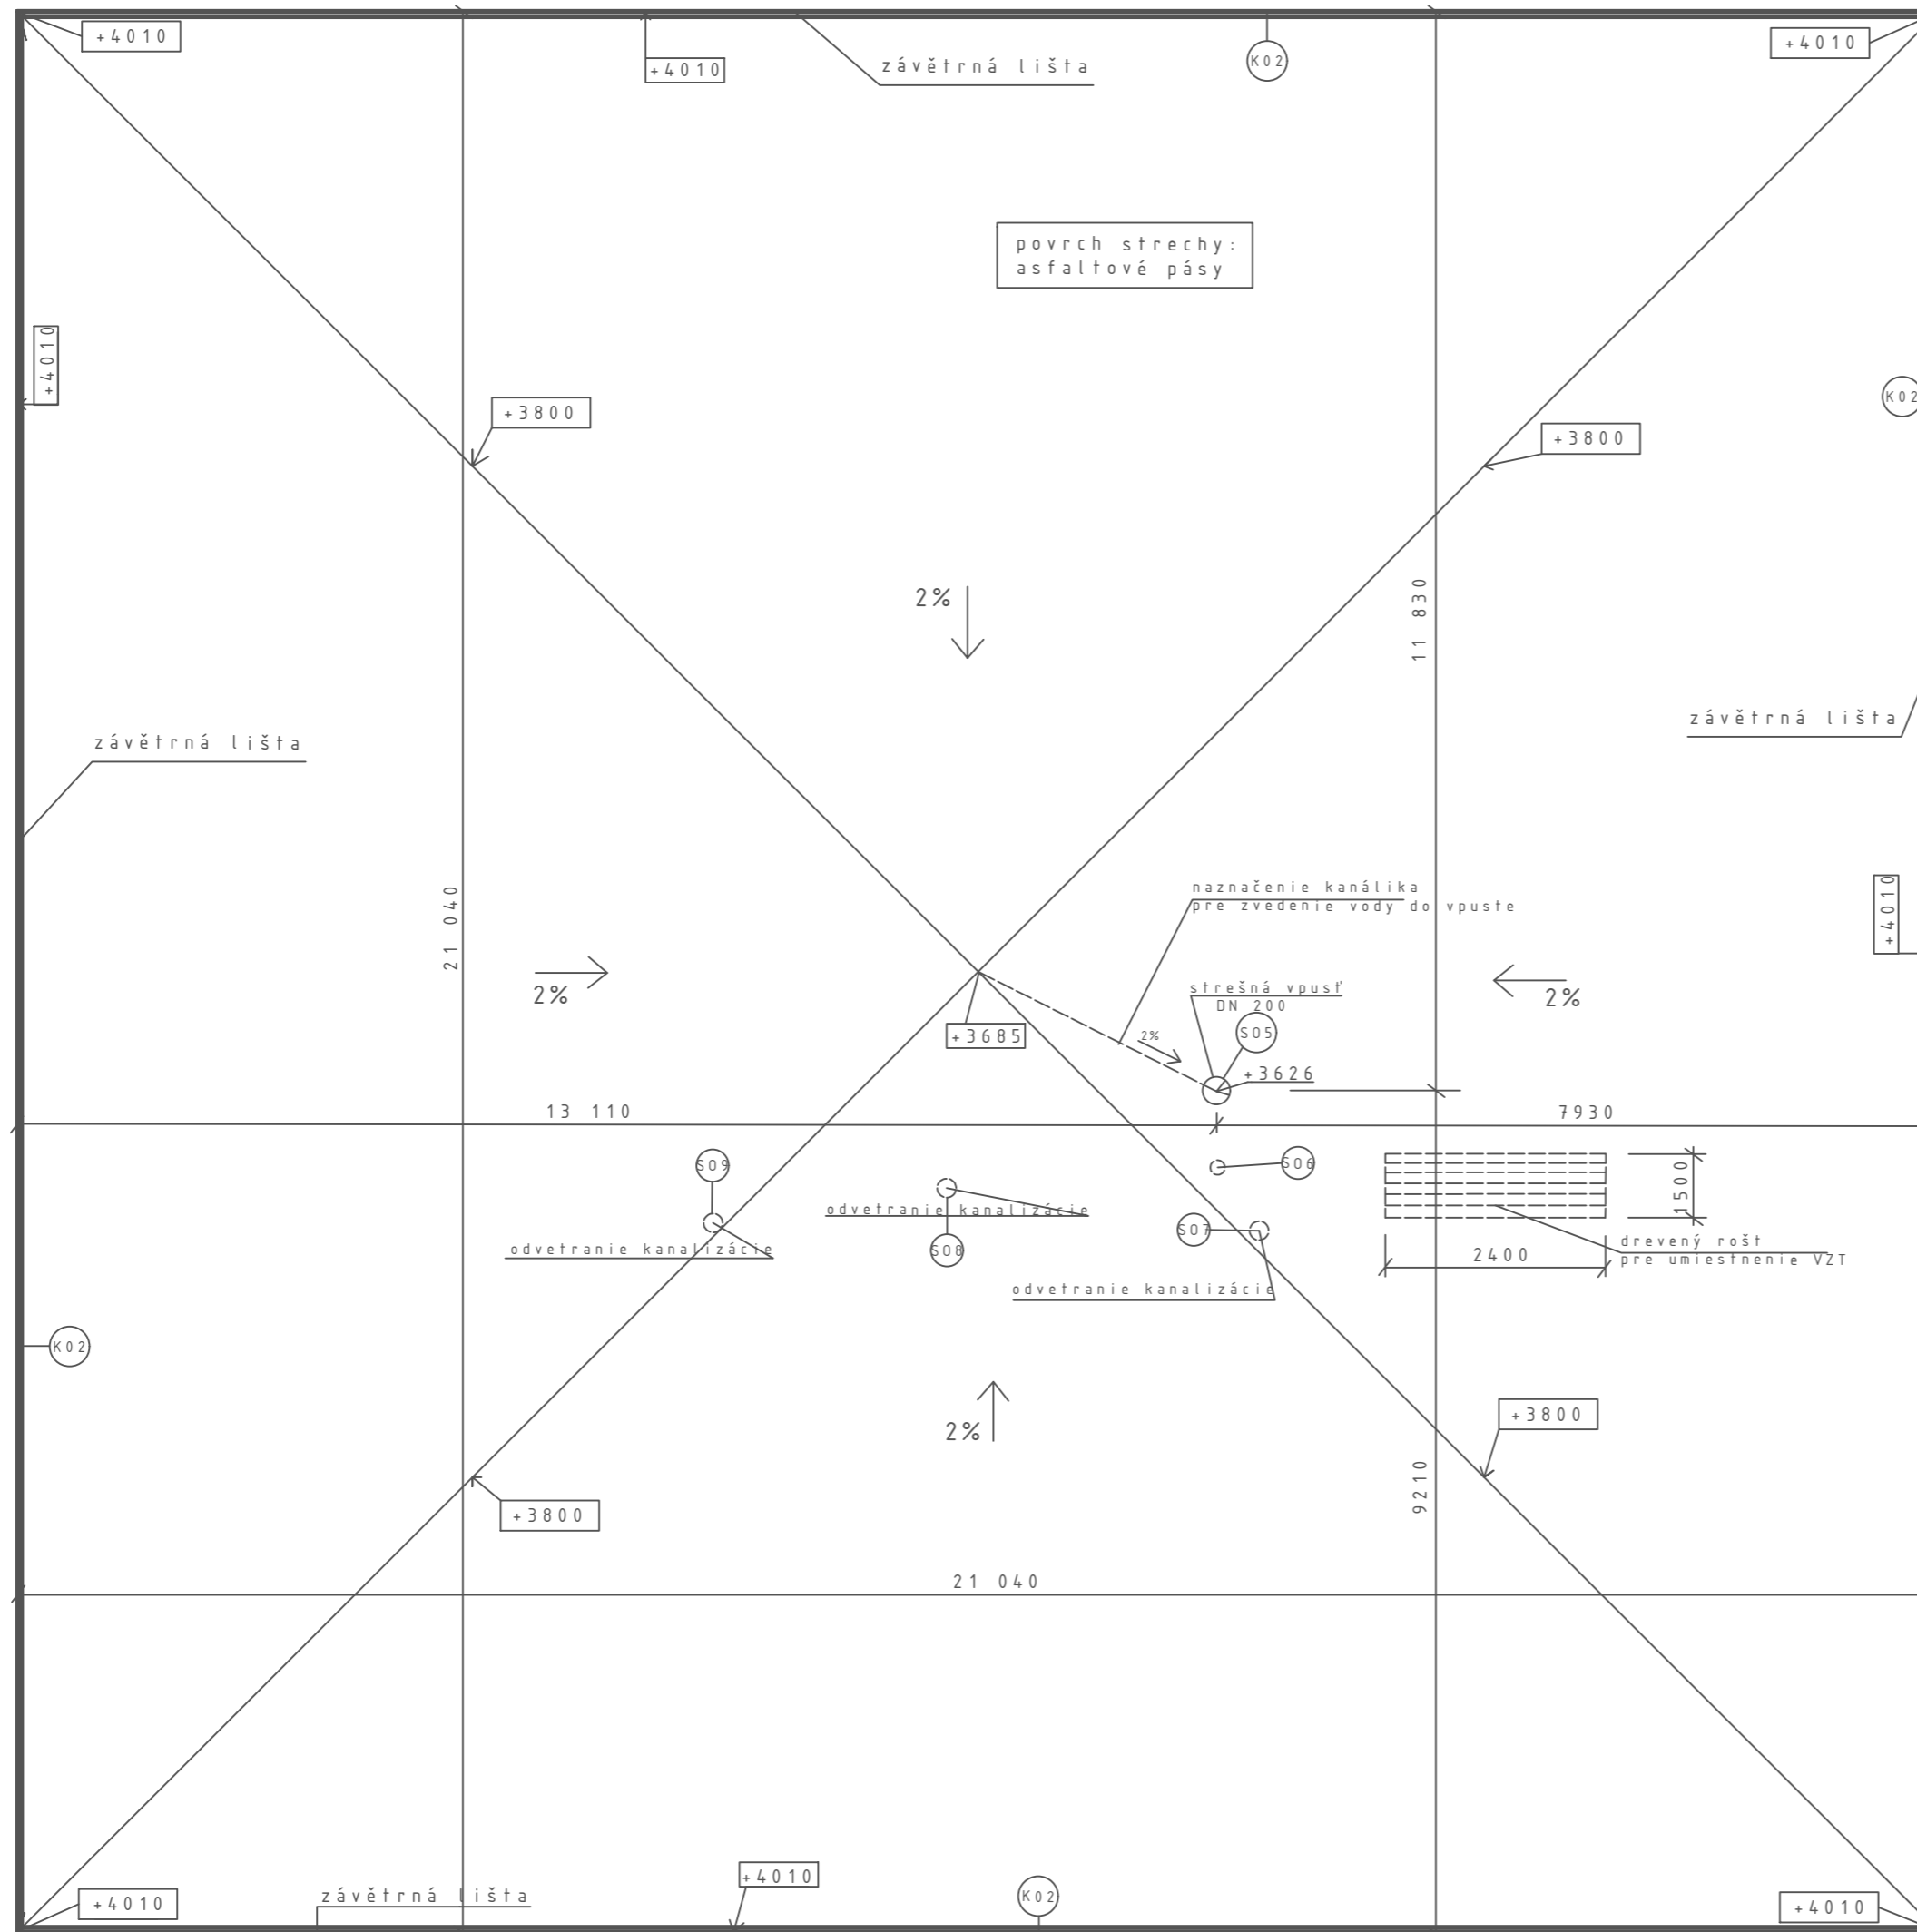 +4010
+4010
závětrná lišta
K02
+4010
povrch strechy:
asfaltové pásy
+4010
+3800
K02
+3800
2%
11 830
závětrná lišta
závětrná lišta
21 040
naznačenie kanálika
pre zvedenie vody do vpuste
+4010
2%
strešná vpusť
DN 200
2%
+3685
2%
S05
+3626
13 110
7930
S09
S06
1500
odvetranie kanalizácie
S07
odvetranie kanalizácie
S08
drevený rošt
pre umiestnenie VZT
2400
odvetranie kanalizácie
K02
+3800
2%
9210
+3800
21 040
+4010
závětrná lišta
+4010
K02
+4010